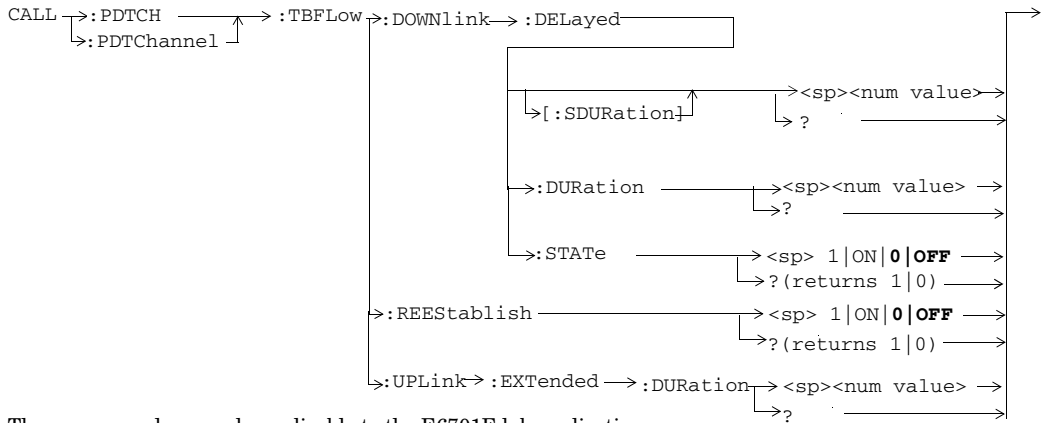 CALL :PDTCH :TBFLow :DOWNlink :DELayed
:PDTChannel
<sp><num value>
[:SDURation]
?
:DURation <sp><num value>
?
:STATe <sp> 1|ON|0|OFF
?(returns 1|0)
:REEStablish <sp> 1|ON|0|OFF
?(returns 1|0)
:UPLink :EXTended :DURation <sp><num value>
?